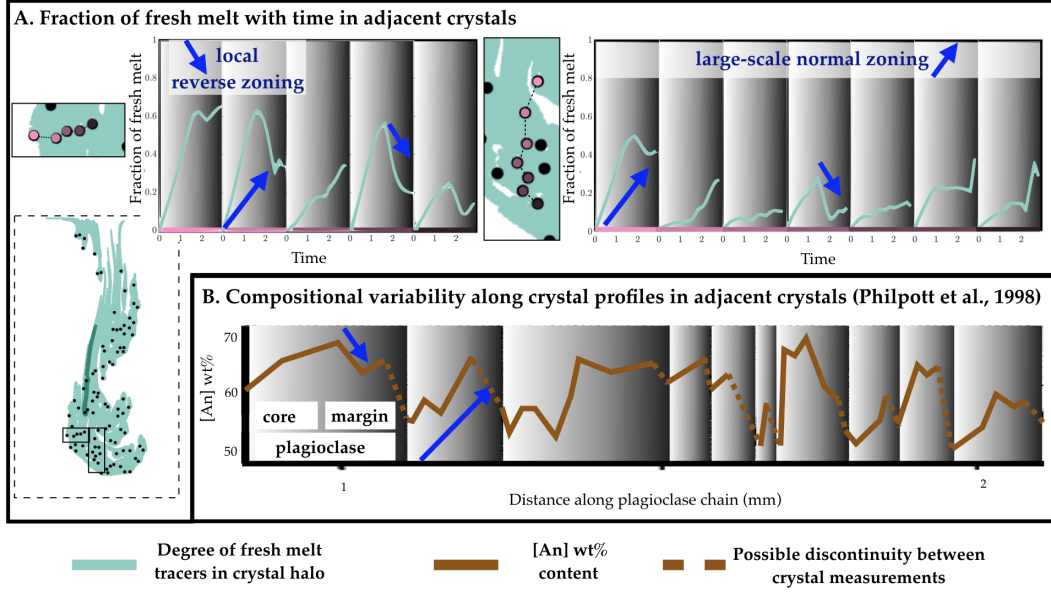 A. Fraction of fresh melt with time in adjacent crystals
local
reverse zoning
Fraction of fresh melt
1
0.8
0.6
0.4
0.2
0
0 1 2 0 1 2 0 1 2 0 1 2 0 1 2
Time
large-scale normal zoning
Fraction of fresh melt
1
0.8
0.6
0.4
0.2
0
0 1 2 0 1 2 0 1 2 0 1 2 0 1 2 0 1 2 0 1 2
Time
B. Compositional variability along crystal profiles in adjacent crystals (Philpott et al., 1998)
[An] wt%
70
60
50
core
margin
plagioclase
1
2
Distance along plagioclase chain (mm)
Degree of fresh melt
tracers in crystal halo
[An] wt%
content
Possible discontinuity between
crystal measurements